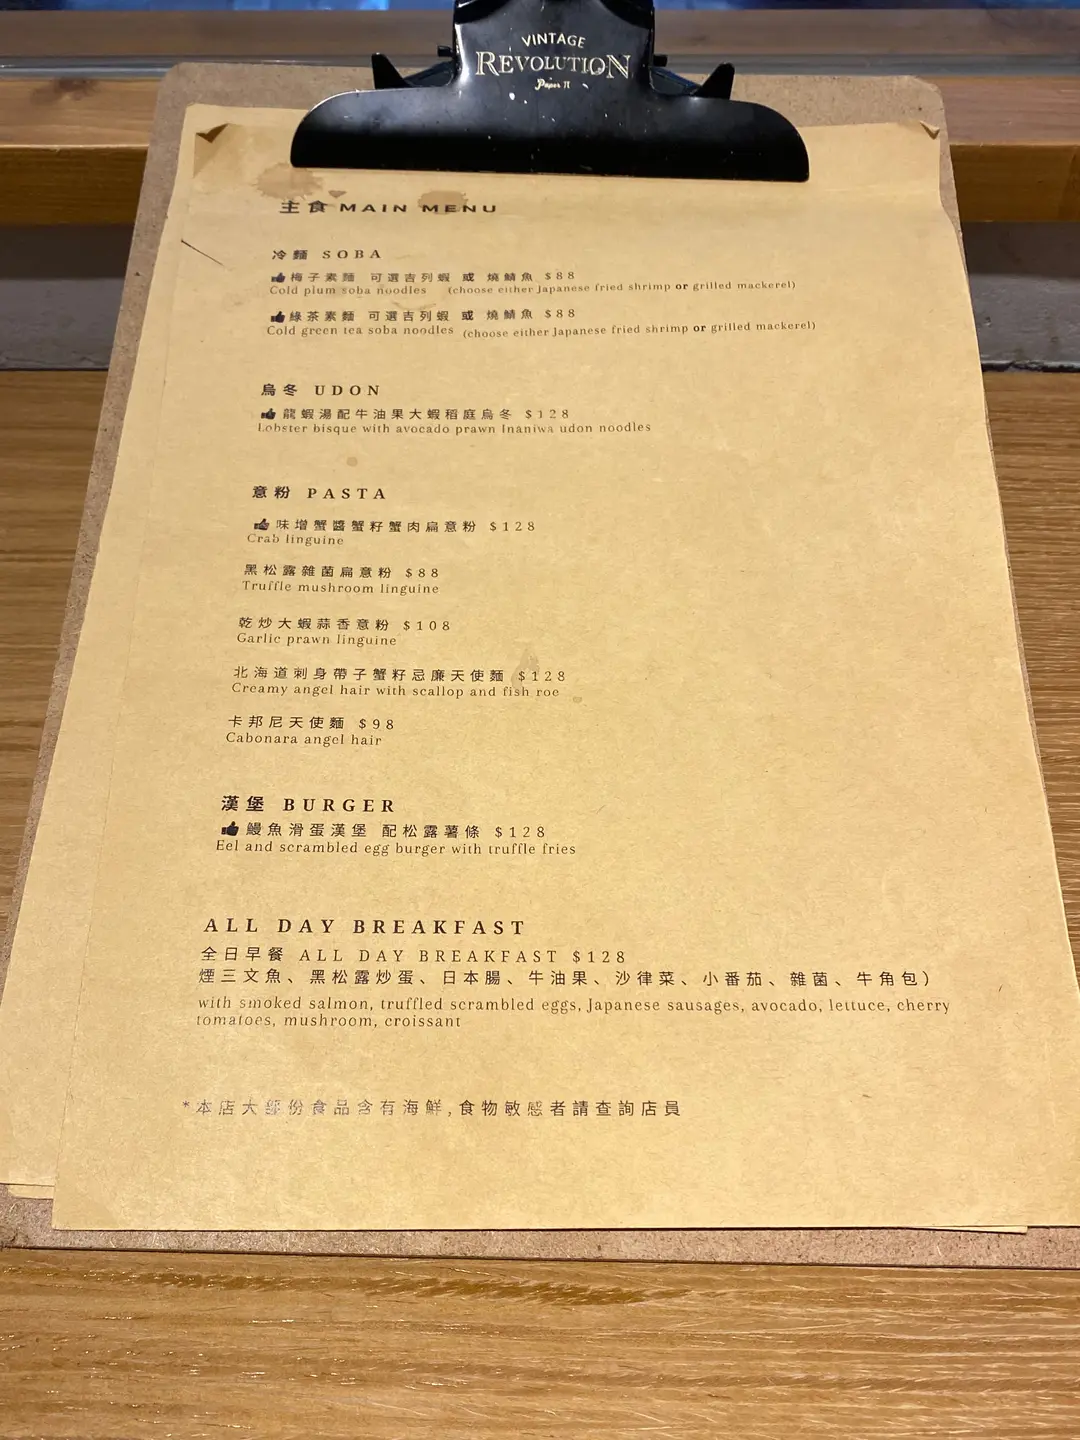 VINTAGE
REVOLUTION
Paper π
主食 MAIN MENU
冷麵 SOBA
梅子素麵 可選吉列蝦 或 燒鯖魚 $88
Cold plum soba noodles (choose either Japanese fried shrimp or grilled mackerel)
綠茶素麵 可選吉列蝦 或 燒鯖魚 $88
Cold green tea soba noodles (choose either Japanese fried shrimp or grilled mackerel)
烏冬 UDON
龍蝦湯配牛油果大蝦稻庭烏冬 $128
Lobster bisque with avocado prawn Inaniwa udon noodles
意粉 PASTA
味增蟹醬蟹籽蟹肉扁意粉 $128
Crab linguine
黑松露雜菌扁意粉 $88
Truffle mushroom linguine
乾炒大蝦蒜香意粉 $108
Garlic prawn linguine
北海道刺身帶子蟹籽忌廉天使麵 $128
Creamy angel hair with scallop and fish roe
卡邦尼天使麵 $98
Cabonara angel hair
漢堡 BURGER
鰻魚滑蛋漢堡 配松露薯條 $128
Eel and scrambled egg burger with truffle fries
ALL DAY BREAKFAST
全日早餐 ALL DAY BREAKFAST $128
煙三文魚、黑松露炒蛋、日本腸、牛油果、沙律菜、小番茄、雜菌、牛角包)
with smoked salmon, truffled scrambled eggs, Japanese sausages, avocado, lettuce, cherry
tomatoes, mushroom, croissant
*本店大部份食品含有海鮮,食物敏感者請查詢店員